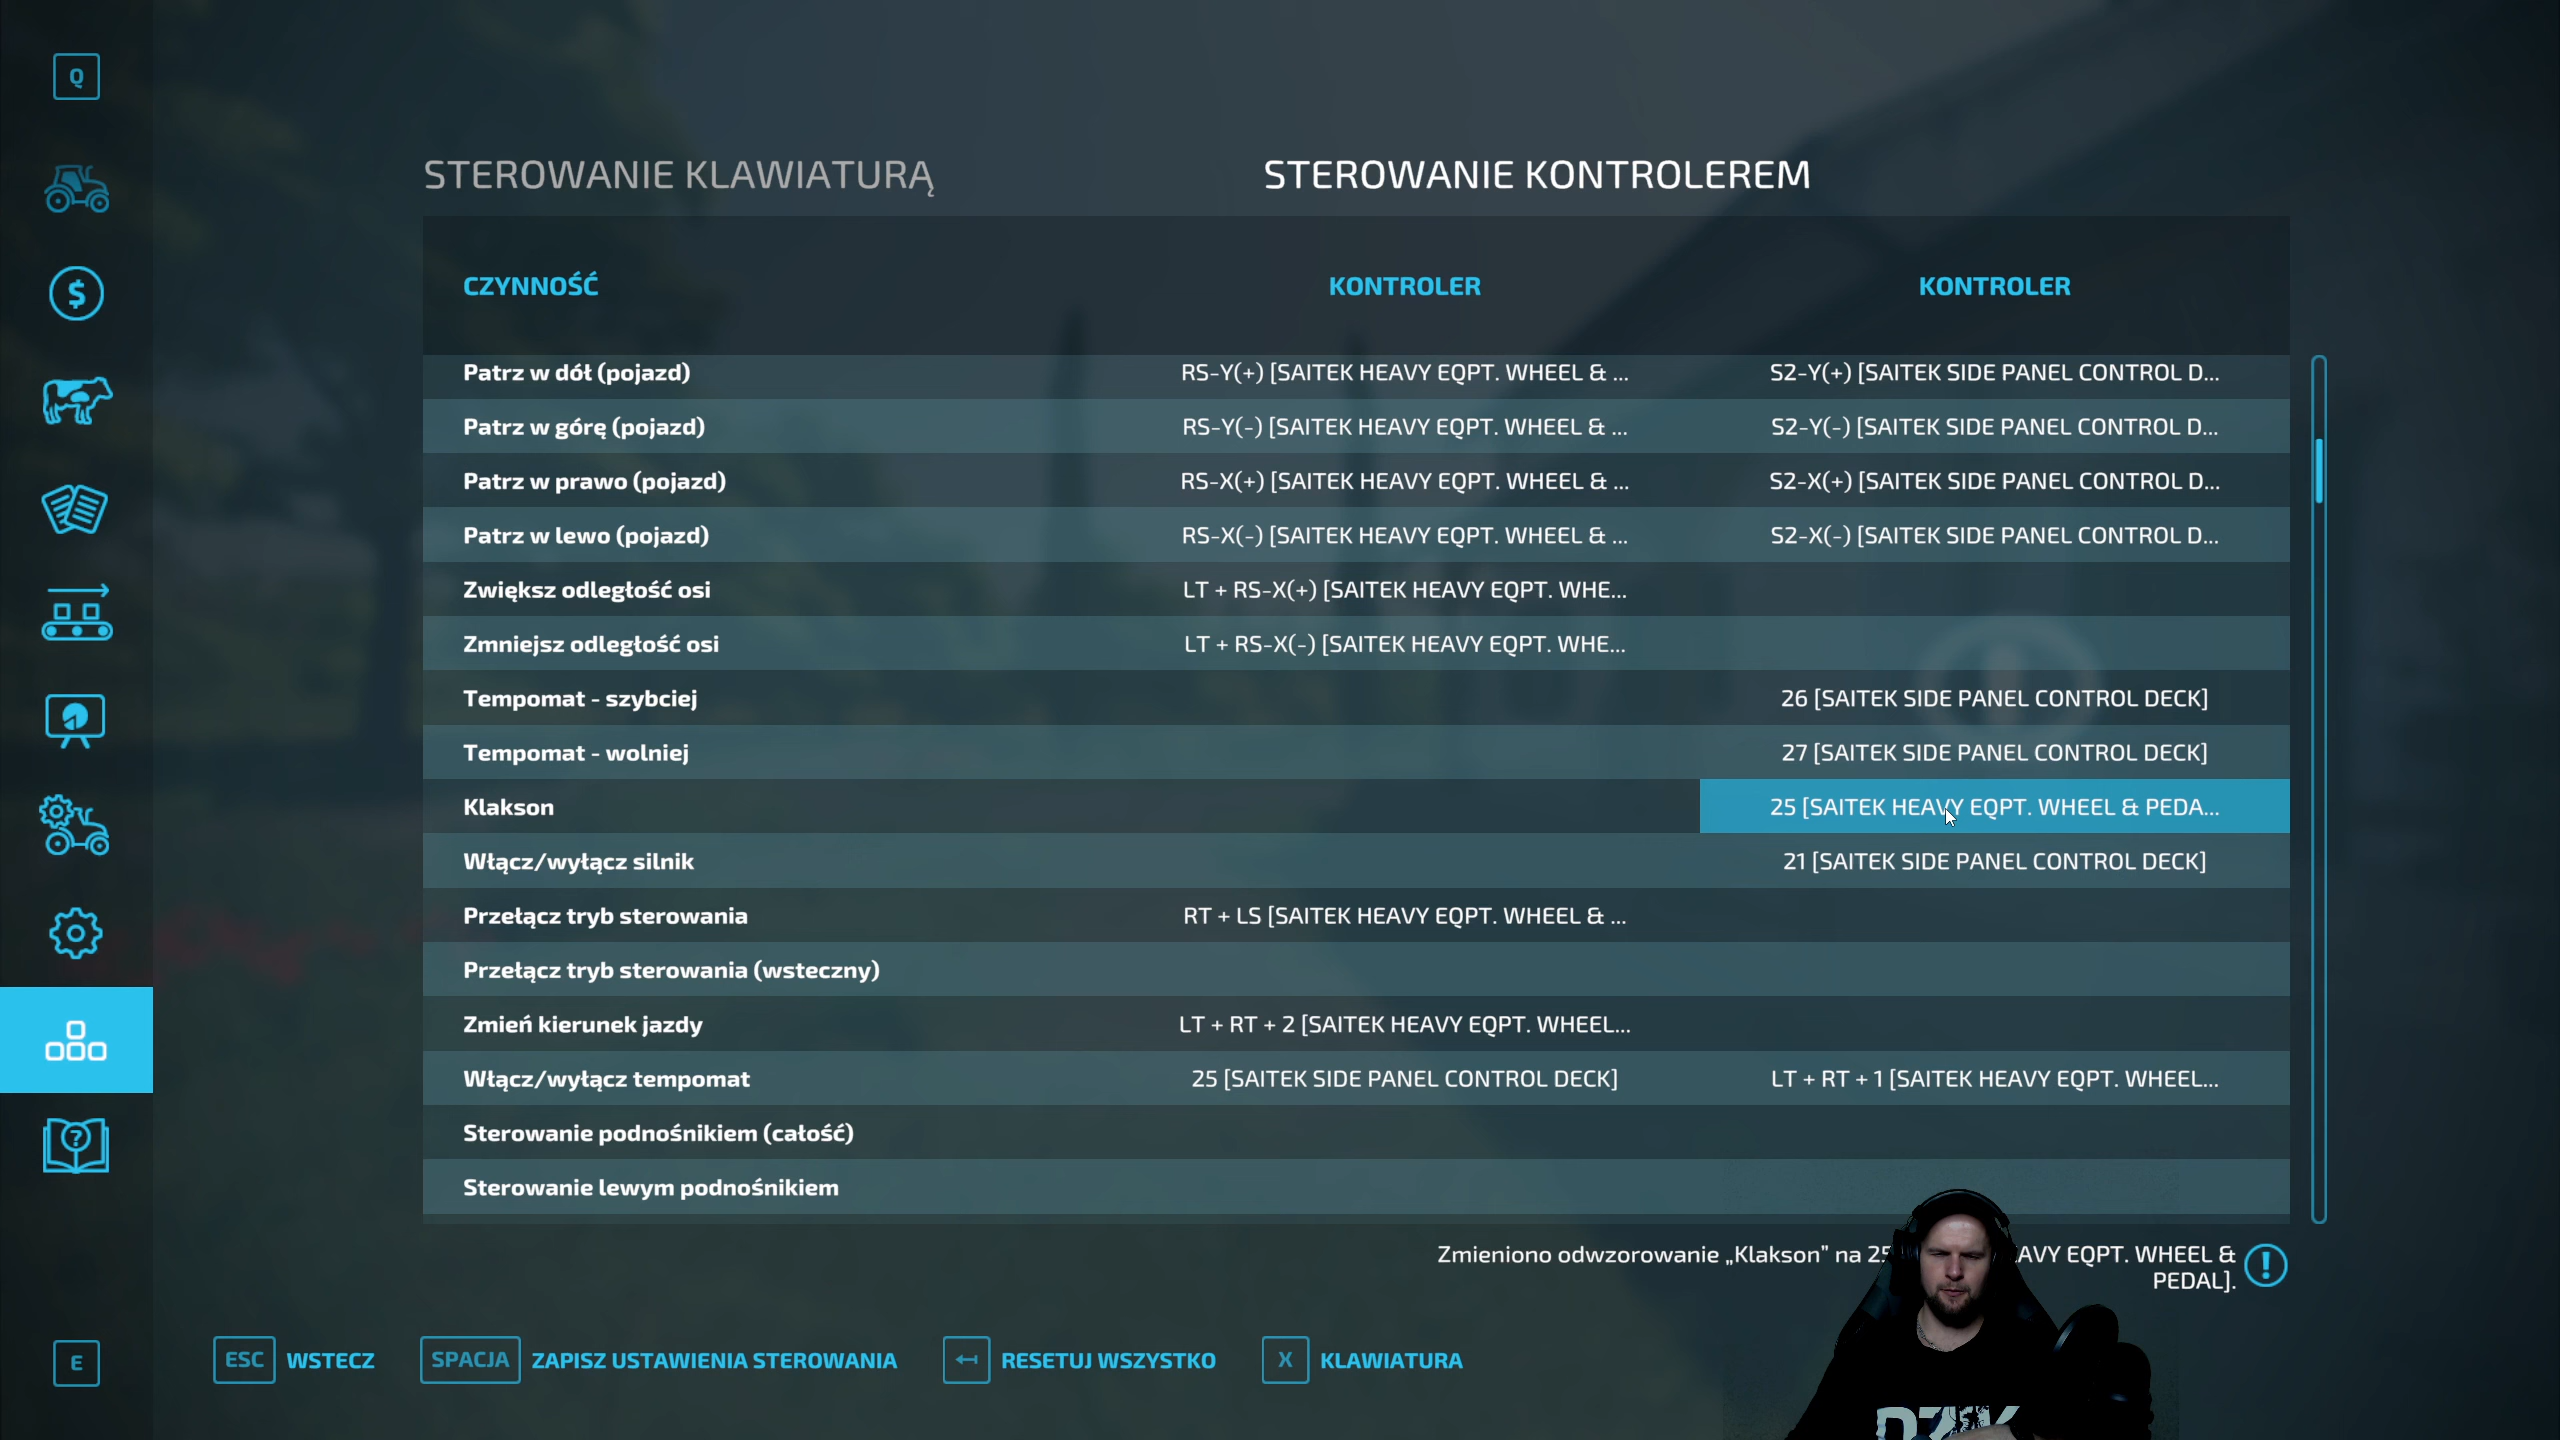 Q
STEROWANIE KLAWIATURĄ STEROWANIE KONTROLEREM
CZYNNOŚĆ KONTROLER KONTROLER
Patrz w dół (pojazd) RS-Y(+) [SAITEK HEAVY EQPT. WHEEL & ... S2-Y(+) [SAITEK SIDE PANEL CONTROL D...
Patrz w górę (pojazd) RS-Y(-) [SAITEK HEAVY EQPT. WHEEL & ... S2-Y(-) [SAITEK SIDE PANEL CONTROL D...
Patrz w prawo (pojazd) RS-X(+) [SAITEK HEAVY EQPT. WHEEL & ... S2-X(+) [SAITEK SIDE PANEL CONTROL D...
Patrz w lewo (pojazd) RS-X(-) [SAITEK HEAVY EQPT. WHEEL & ... S2-X(-) [SAITEK SIDE PANEL CONTROL D...
Zwiększ odległość osi LT + RS-X(+) [SAITEK HEAVY EQPT. WHE...
Zmniejsz odległość osi LT + RS-X(-) [SAITEK HEAVY EQPT. WHE...
Tempomat - szybciej 26 [SAITEK SIDE PANEL CONTROL DECK]
Tempomat - wolniej 27 [SAITEK SIDE PANEL CONTROL DECK]
Klakson 25 [SAITEK HEAVY EQPT. WHEEL & PEDA...
Włącz/wyłącz silnik 21 [SAITEK SIDE PANEL CONTROL DECK]
Przełącz tryb sterowania RT + LS [SAITEK HEAVY EQPT. WHEEL & ...
Przełącz tryb sterowania (wsteczny)
Zmień kierunek jazdy LT + RT + 2 [SAITEK HEAVY EQPT. WHEEL...
Włącz/wyłącz tempomat 25 [SAITEK SIDE PANEL CONTROL DECK] LT + RT + 1 [SAITEK HEAVY EQPT. WHEEL...
Sterowanie podnośnikiem (całość)
Sterowanie lewym podnośnikiem
Zmieniono odwzorowanie „Klakson” na 25 EQPT. WHEEL &
PEDAL].
E ESC WSTECZ SPACJA ZAPISZ USTAWIENIA STEROWANIA RESETUJ WSZYSTKO X KLAWIATURA